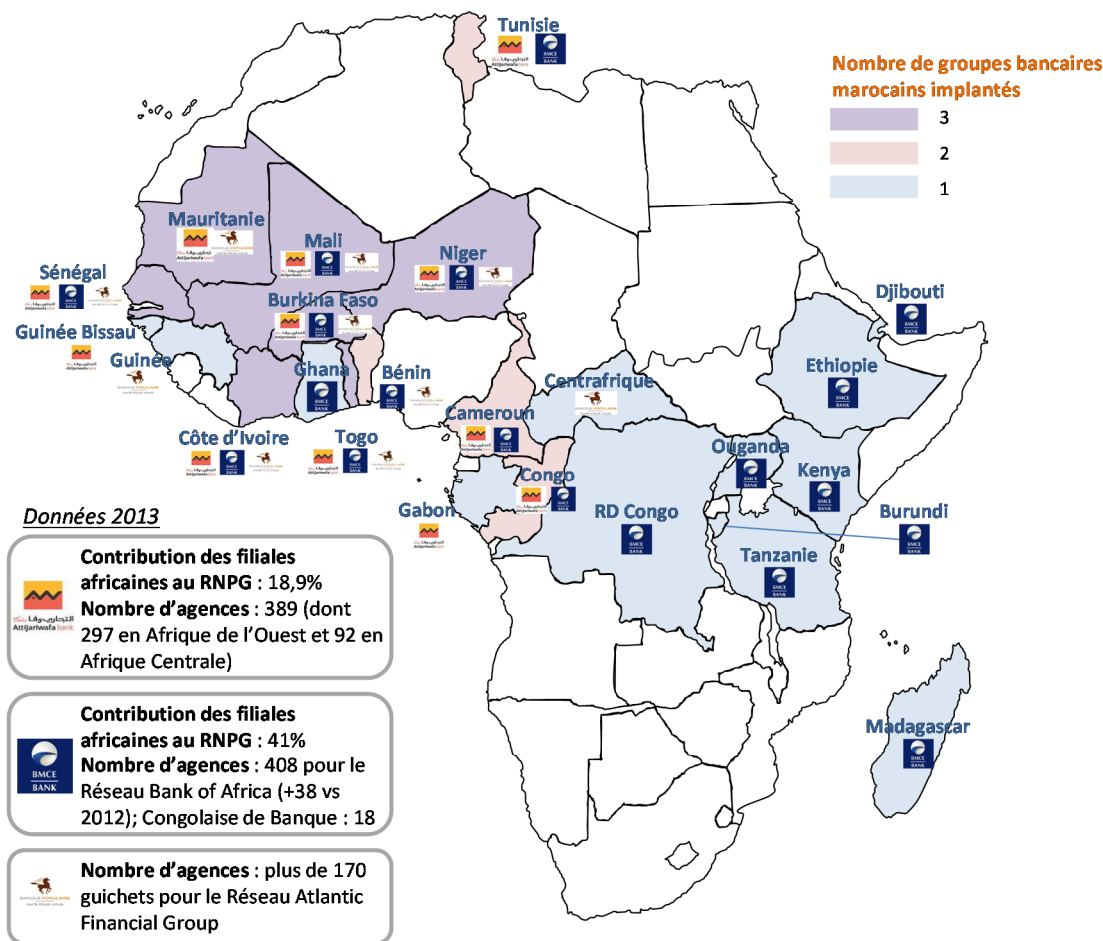 Tunisie
Nombre de groupes bancaires
marocains implantés
3
2
1
Mauritanie
Mali
Niger
Sénégal
Burkina Faso
Djibouti
Guinée Bissau
Guinée
Ghana
Bénin
Ethiopie
Centrafrique
Cameroun
Côte d'Ivoire
Togo
Ouganda
Kenya
Congo
Gabon
RD Congo
Burundi
Tanzanie
Madagascar
Données 2013
Contribution des filiales
africaines au RNPG : 18,9%
Nombre d'agences : 389 (dont
297 en Afrique de l'Ouest et 92 en
Afrique Centrale)
التجاري وفا بنك
Attijariwafa bank
Contribution des filiales
africaines au RNPG : 41%
Nombre d'agences : 408 pour le
Réseau Bank of Africa (+38 vs
2012); Congolaise de Banque : 18
BMCE
BANK
Nombre d'agences : plus de 170
guichets pour le Réseau Atlantic
Financial Group
BANQUE POPULAIRE